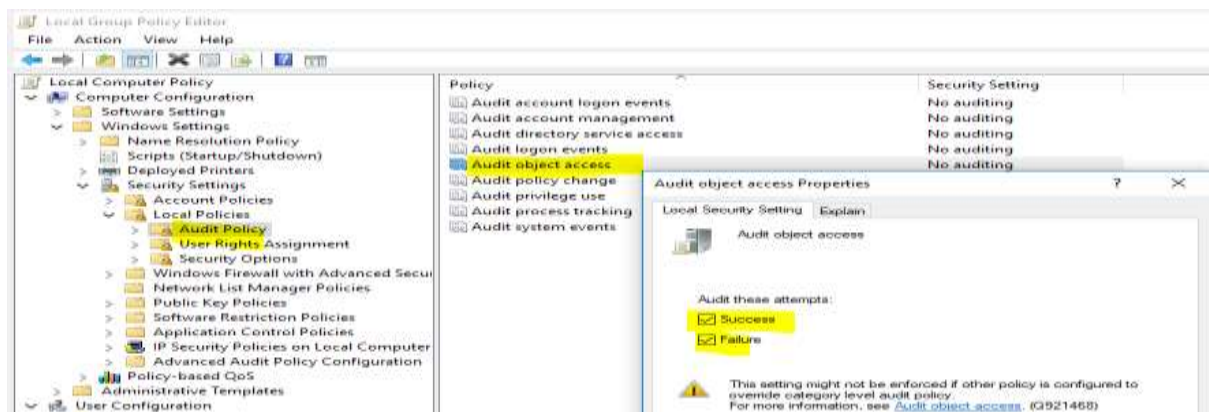 Local Group Policy Editor
File Action View Help
Local Computer Policy
Computer Configuration
Software Settings
Windows Settings
Name Resolution Policy
Scripts (Startup/Shutdown)
Deployed Printers
Security Settings
Account Policies
Local Policies
Audit Policy
User Rights Assignment
Security Options
Windows Firewall with Advanced Secu
Network List Manager Policies
Public Key Policies
Software Restriction Policies
Application Control Policies
IP Security Policies on Local Computer
Advanced Audit Policy Configuration
Policy-based QoS
Administrative Templates
User Configuration
Policy Security Setting
Audit account logon events No auditing
Audit account management No auditing
Audit directory service access No auditing
Audit logon events No auditing
Audit object access No auditing
Audit policy change
Audit privilege use
Audit process tracking
Audit system events
Audit object access Properties ?
Local Security Setting Explain
Audit object access
Audit these attempts:
Success
Failure
This setting might not be enforced if other policy is configured to
override category level audit policy.
For more information, see Audit object access. (Q921468)